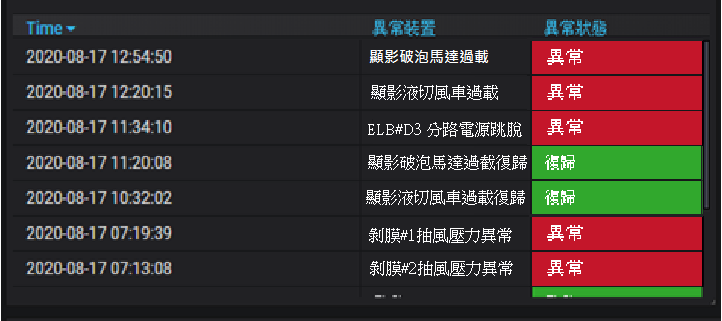 Time 異常裝置 異常狀態
2020-08-17 12:54:50 顯影破泡馬達過載 異常
2020-08-17 12:20:15 顯影液切風車過載 異常
2020-08-17 11:34:10 ELB#D3 分路電源跳脫 異常
2020-08-17 11:20:08 顯影破泡馬達過載復歸 復歸
2020-08-17 10:32:02 顯影液切風車過載復歸 復歸
2020-08-17 07:19:39 剝膜#1抽風壓力異常 異常
2020-08-17 07:13:08 剝膜#2抽風壓力異常 異常